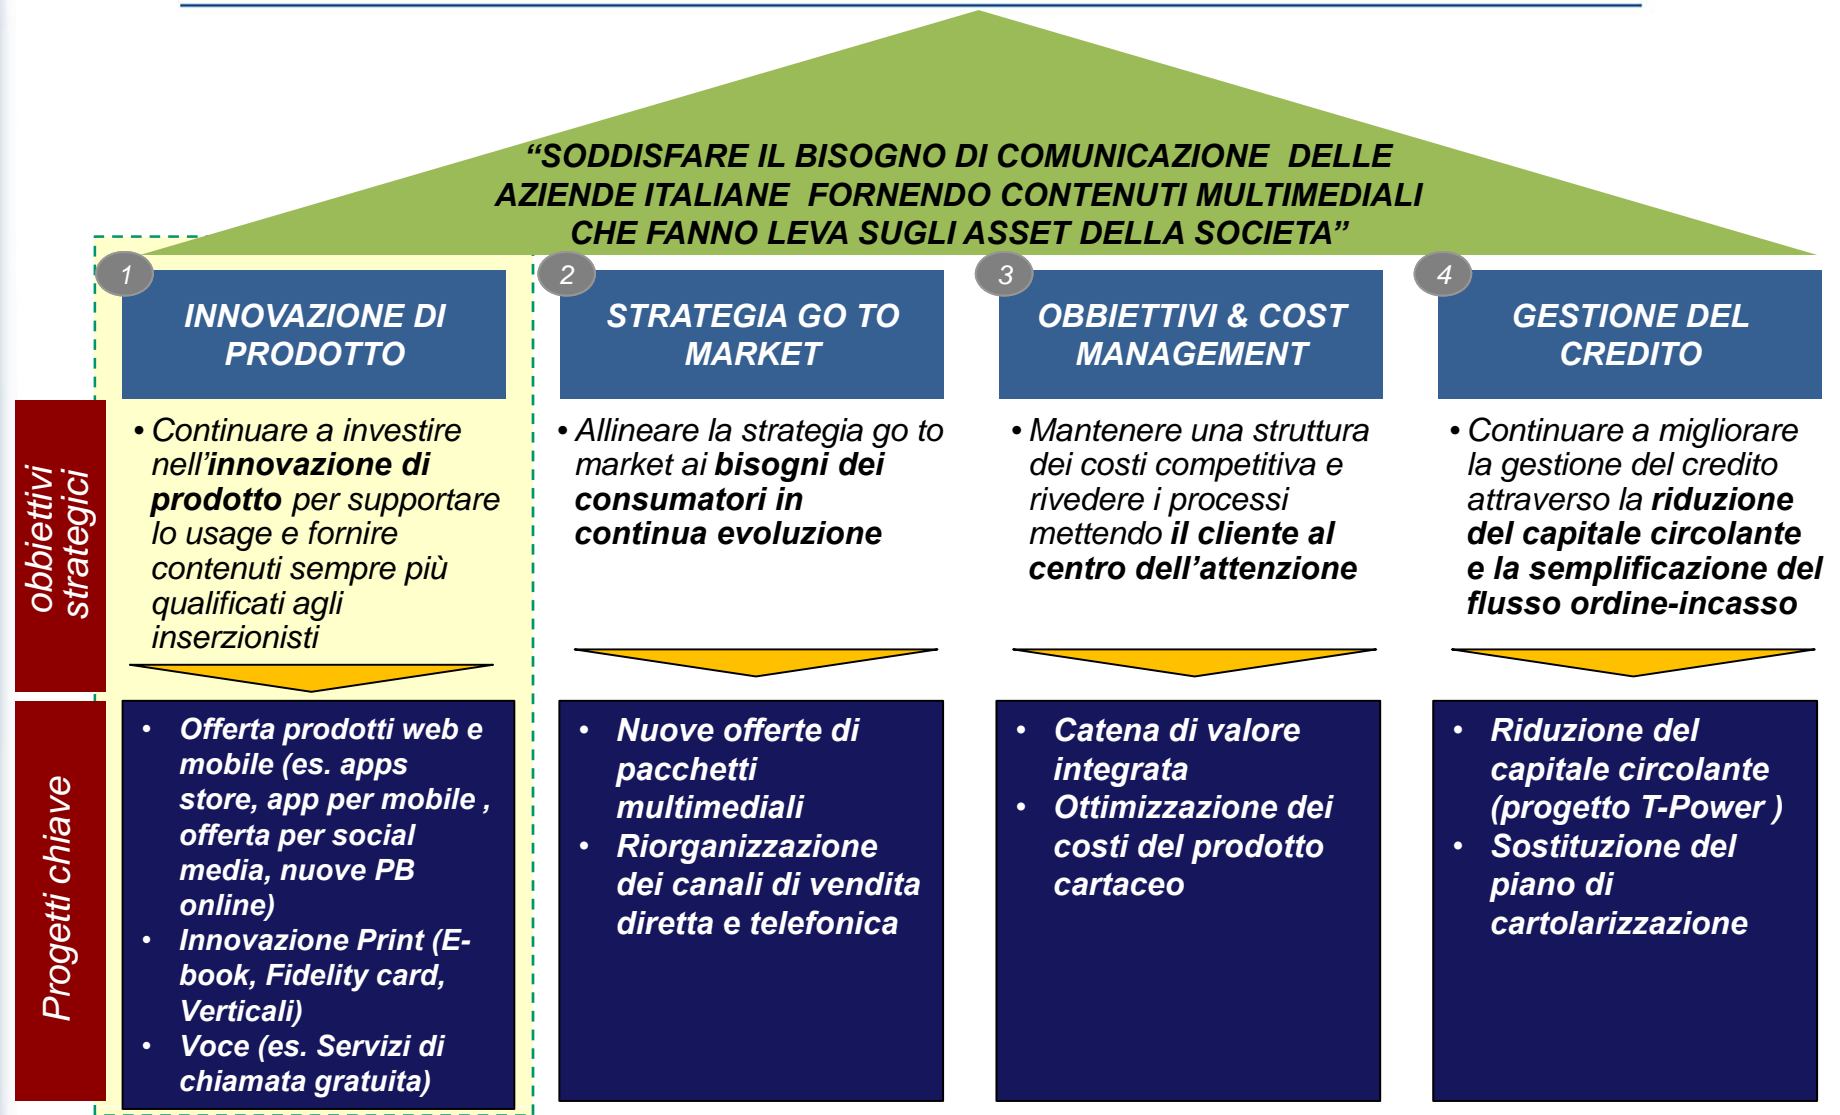 “SODDISFARE IL BISOGNO DI COMUNICAZIONE DELLE
AZIENDE ITALIANE FORNENDO CONTENUTI MULTIMEDIALI
CHE FANNO LEVA SUGLI ASSET DELLA SOCIETA”
1
INNOVAZIONE DI
PRODOTTO
2
STRATEGIA GO TO
MARKET
3
OBBIETTIVI & COST
MANAGEMENT
4
GESTIONE DEL
CREDITO
obbiettivi
strategici
• Continuare a investire
nell’innovazione di
prodotto per supportare
lo usage e fornire
contenuti sempre più
qualificati agli
inserzionisti
• Allineare la strategia go to
market ai bisogni dei
consumatori in
continua evoluzione
• Mantenere una struttura
dei costi competitiva e
rivedere i processi
mettendo il cliente al
centro dell’attenzione
• Continuare a migliorare
la gestione del credito
attraverso la riduzione
del capitale circolante
e la semplificazione del
flusso ordine-incasso
Progetti chiave
• Offerta prodotti web e
mobile (es. apps
store, app per mobile ,
offerta per social
media, nuove PB
online)
• Innovazione Print (E-
book, Fidelity card,
Verticali)
• Voce (es. Servizi di
chiamata gratuita)
• Nuove offerte di
pacchetti
multimediali
• Riorganizzazione
dei canali di vendita
diretta e telefonica
• Catena di valore
integrata
• Ottimizzazione dei
costi del prodotto
cartaceo
• Riduzione del
capitale circolante
(progetto T-Power )
• Sostituzione del
piano di
cartolarizzazione